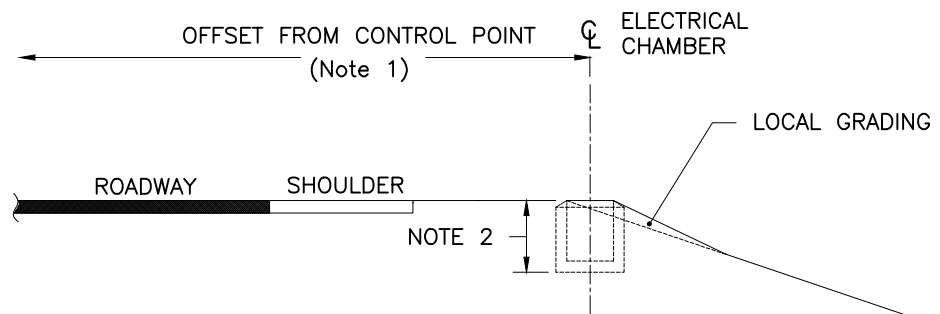 OFFSET FROM CONTROL POINT
(Note 1)
℄ ELECTRICAL
CHAMBER
LOCAL GRADING
ROADWAY
SHOULDER
NOTE 2